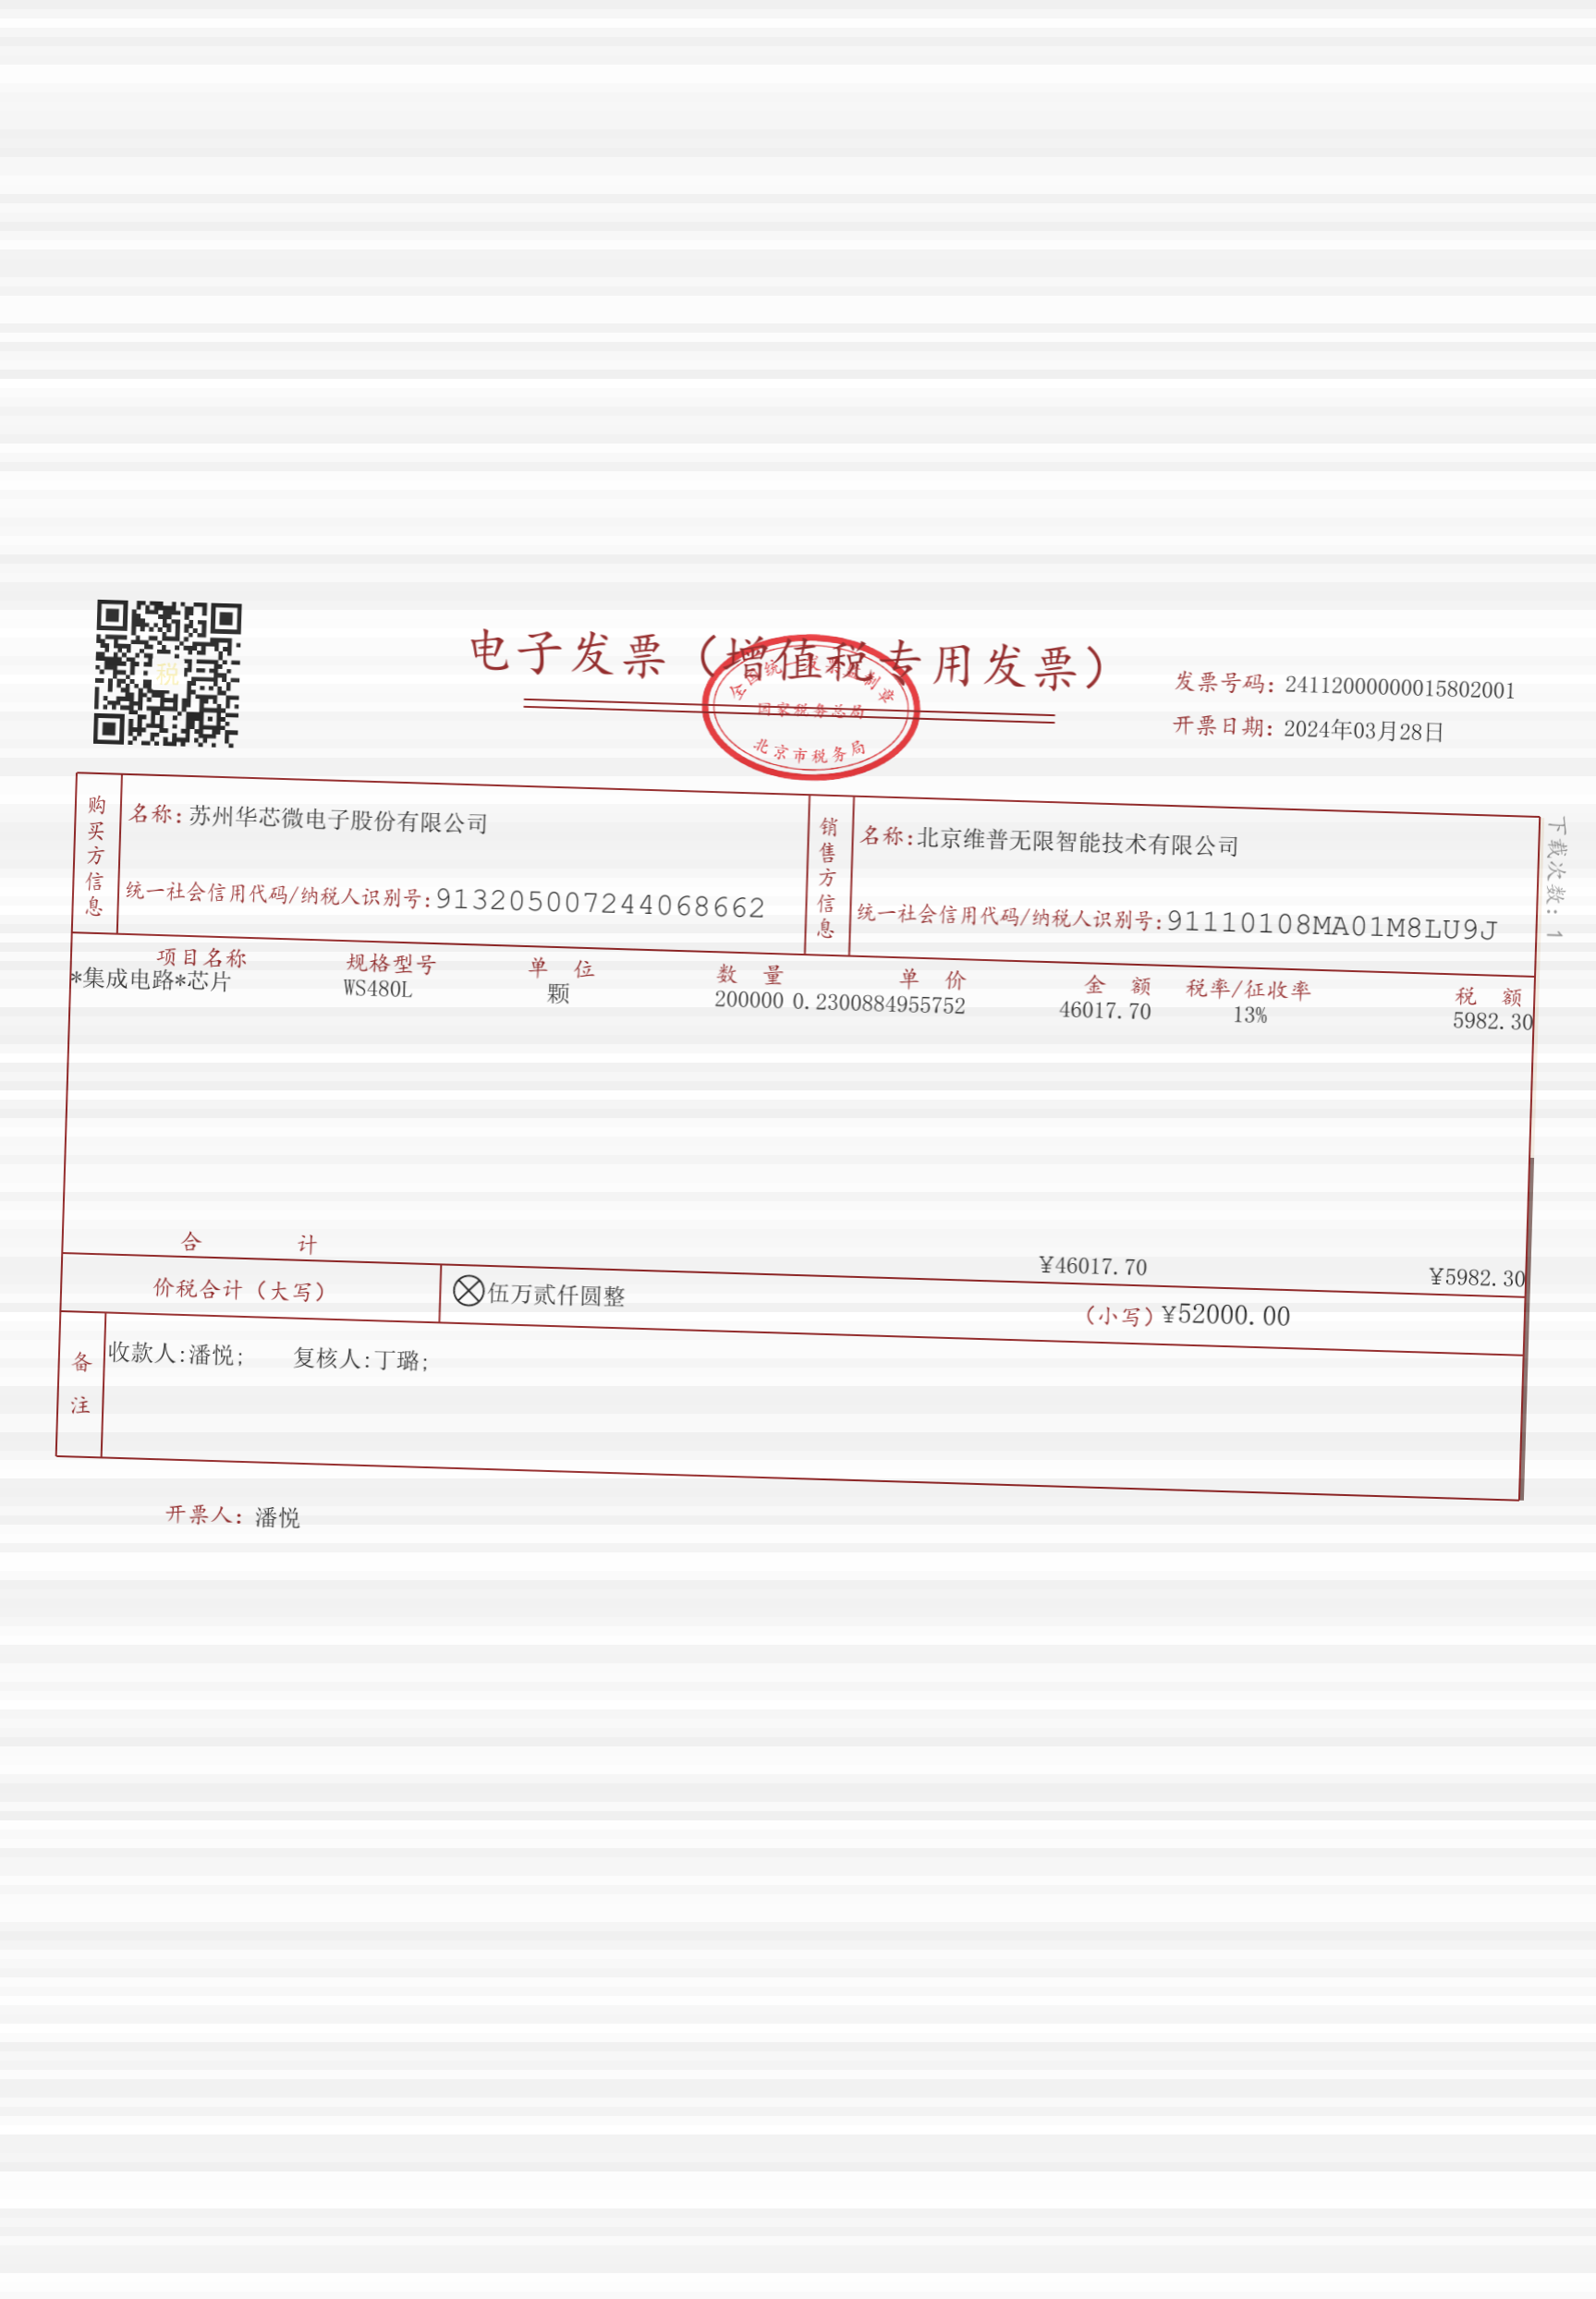 税
电子发票（增值税专用发票）
全国统一发票监制章
国家税务总局
北京市税务局
发票号码：24112000000015802001
开票日期：2024年03月28日
购买方信息
名称：苏州华芯微电子股份有限公司
统一社会信用代码/纳税人识别号：913205007244068662
销售方信息
名称：北京维普无限智能技术有限公司
统一社会信用代码/纳税人识别号：91110108MA01M8LU9J
下载次数：1
项目名称 规格型号 单 位 数 量 单 价 金 额 税率/征收率 税 额
*集成电路*芯片 WS480L 颗 200000 0.2300884955752 46017.70 13% 5982.30
合 计 ¥46017.70 ¥5982.30
价税合计（大写） ⊗伍万贰仟圆整 （小写）¥52000.00
备注
收款人:潘悦; 复核人:丁璐;
开票人：潘悦